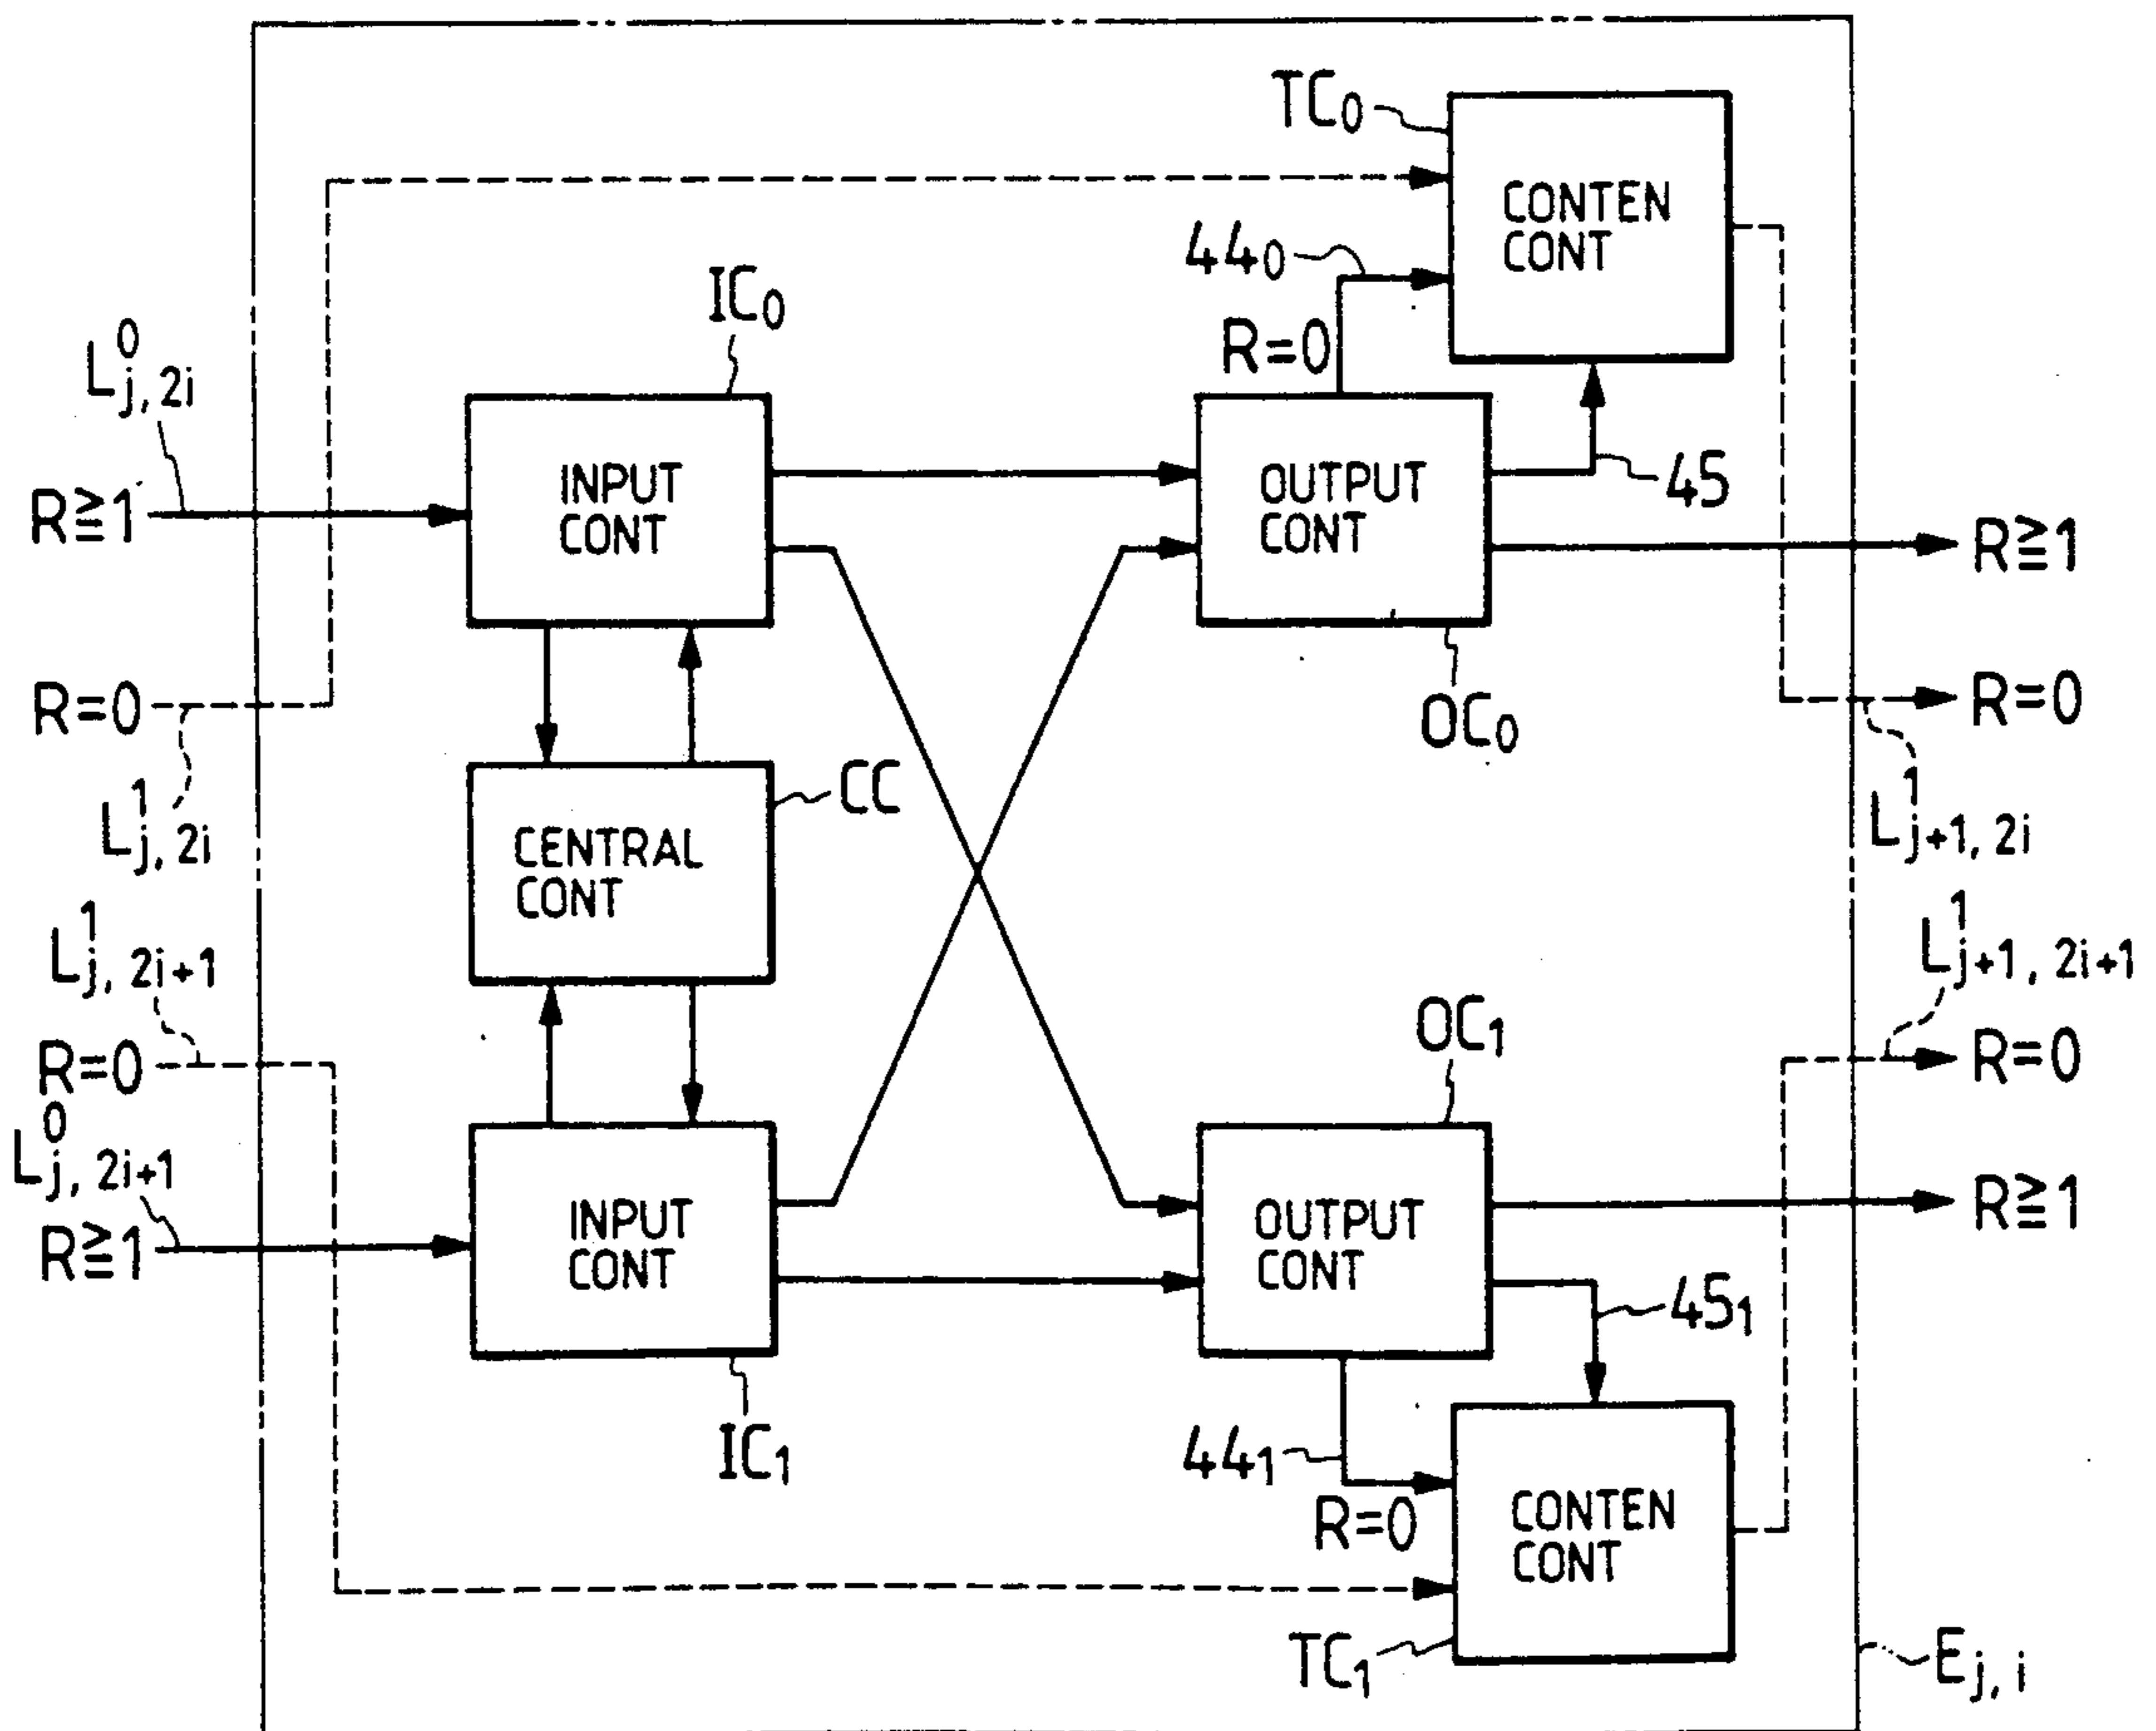 TC0
CONTEN
CONT
440
IC0
R=0
L0j, 2i
INPUT
CONT
OUTPUT
CONT
45
R≧1
R≧1
R=0
R=0
OC0
CC
L1j, 2i
L1j+1, 2i
CENTRAL
CONT
L1j, 2i+1
L1j+1, 2i+1
R=0
OC1
R=0
L0j, 2i+1
R≧1
INPUT
CONT
OUTPUT
CONT
R≧1
451
IC1
441
R=0
CONTEN
CONT
TC1
Ej, i